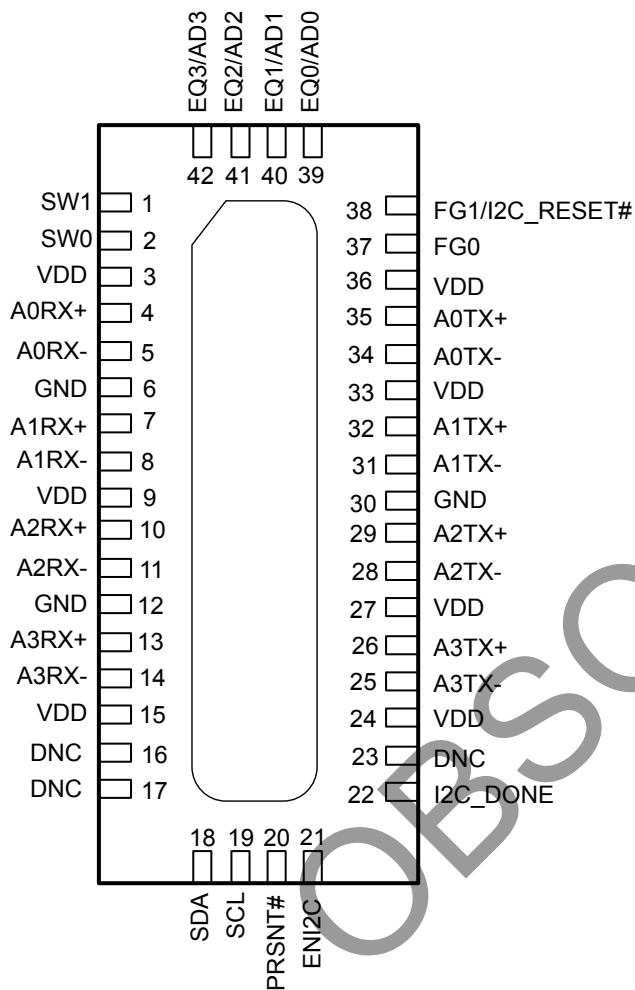 EQ3/AD3
EQ2/AD2
EQ1/AD1
EQ0/AD0
42 41 40 39
SW1 1
SW0 2
VDD 3
A0RX+ 4
A0RX- 5
GND 6
A1RX+ 7
A1RX- 8
VDD 9
A2RX+ 10
A2RX- 11
GND 12
A3RX+ 13
A3RX- 14
VDD 15
DNC 16
DNC 17
38 FG1/I2C_RESET#
37 FG0
36 VDD
35 A0TX+
34 A0TX-
33 VDD
32 A1TX+
31 A1TX-
30 GND
29 A2TX+
28 A2TX-
27 VDD
26 A3TX+
25 A3TX-
24 VDD
23 DNC
22 I2C_DONE
18 19 20 21
SDA
SCL
PRSNT#
ENI2C
OBSO